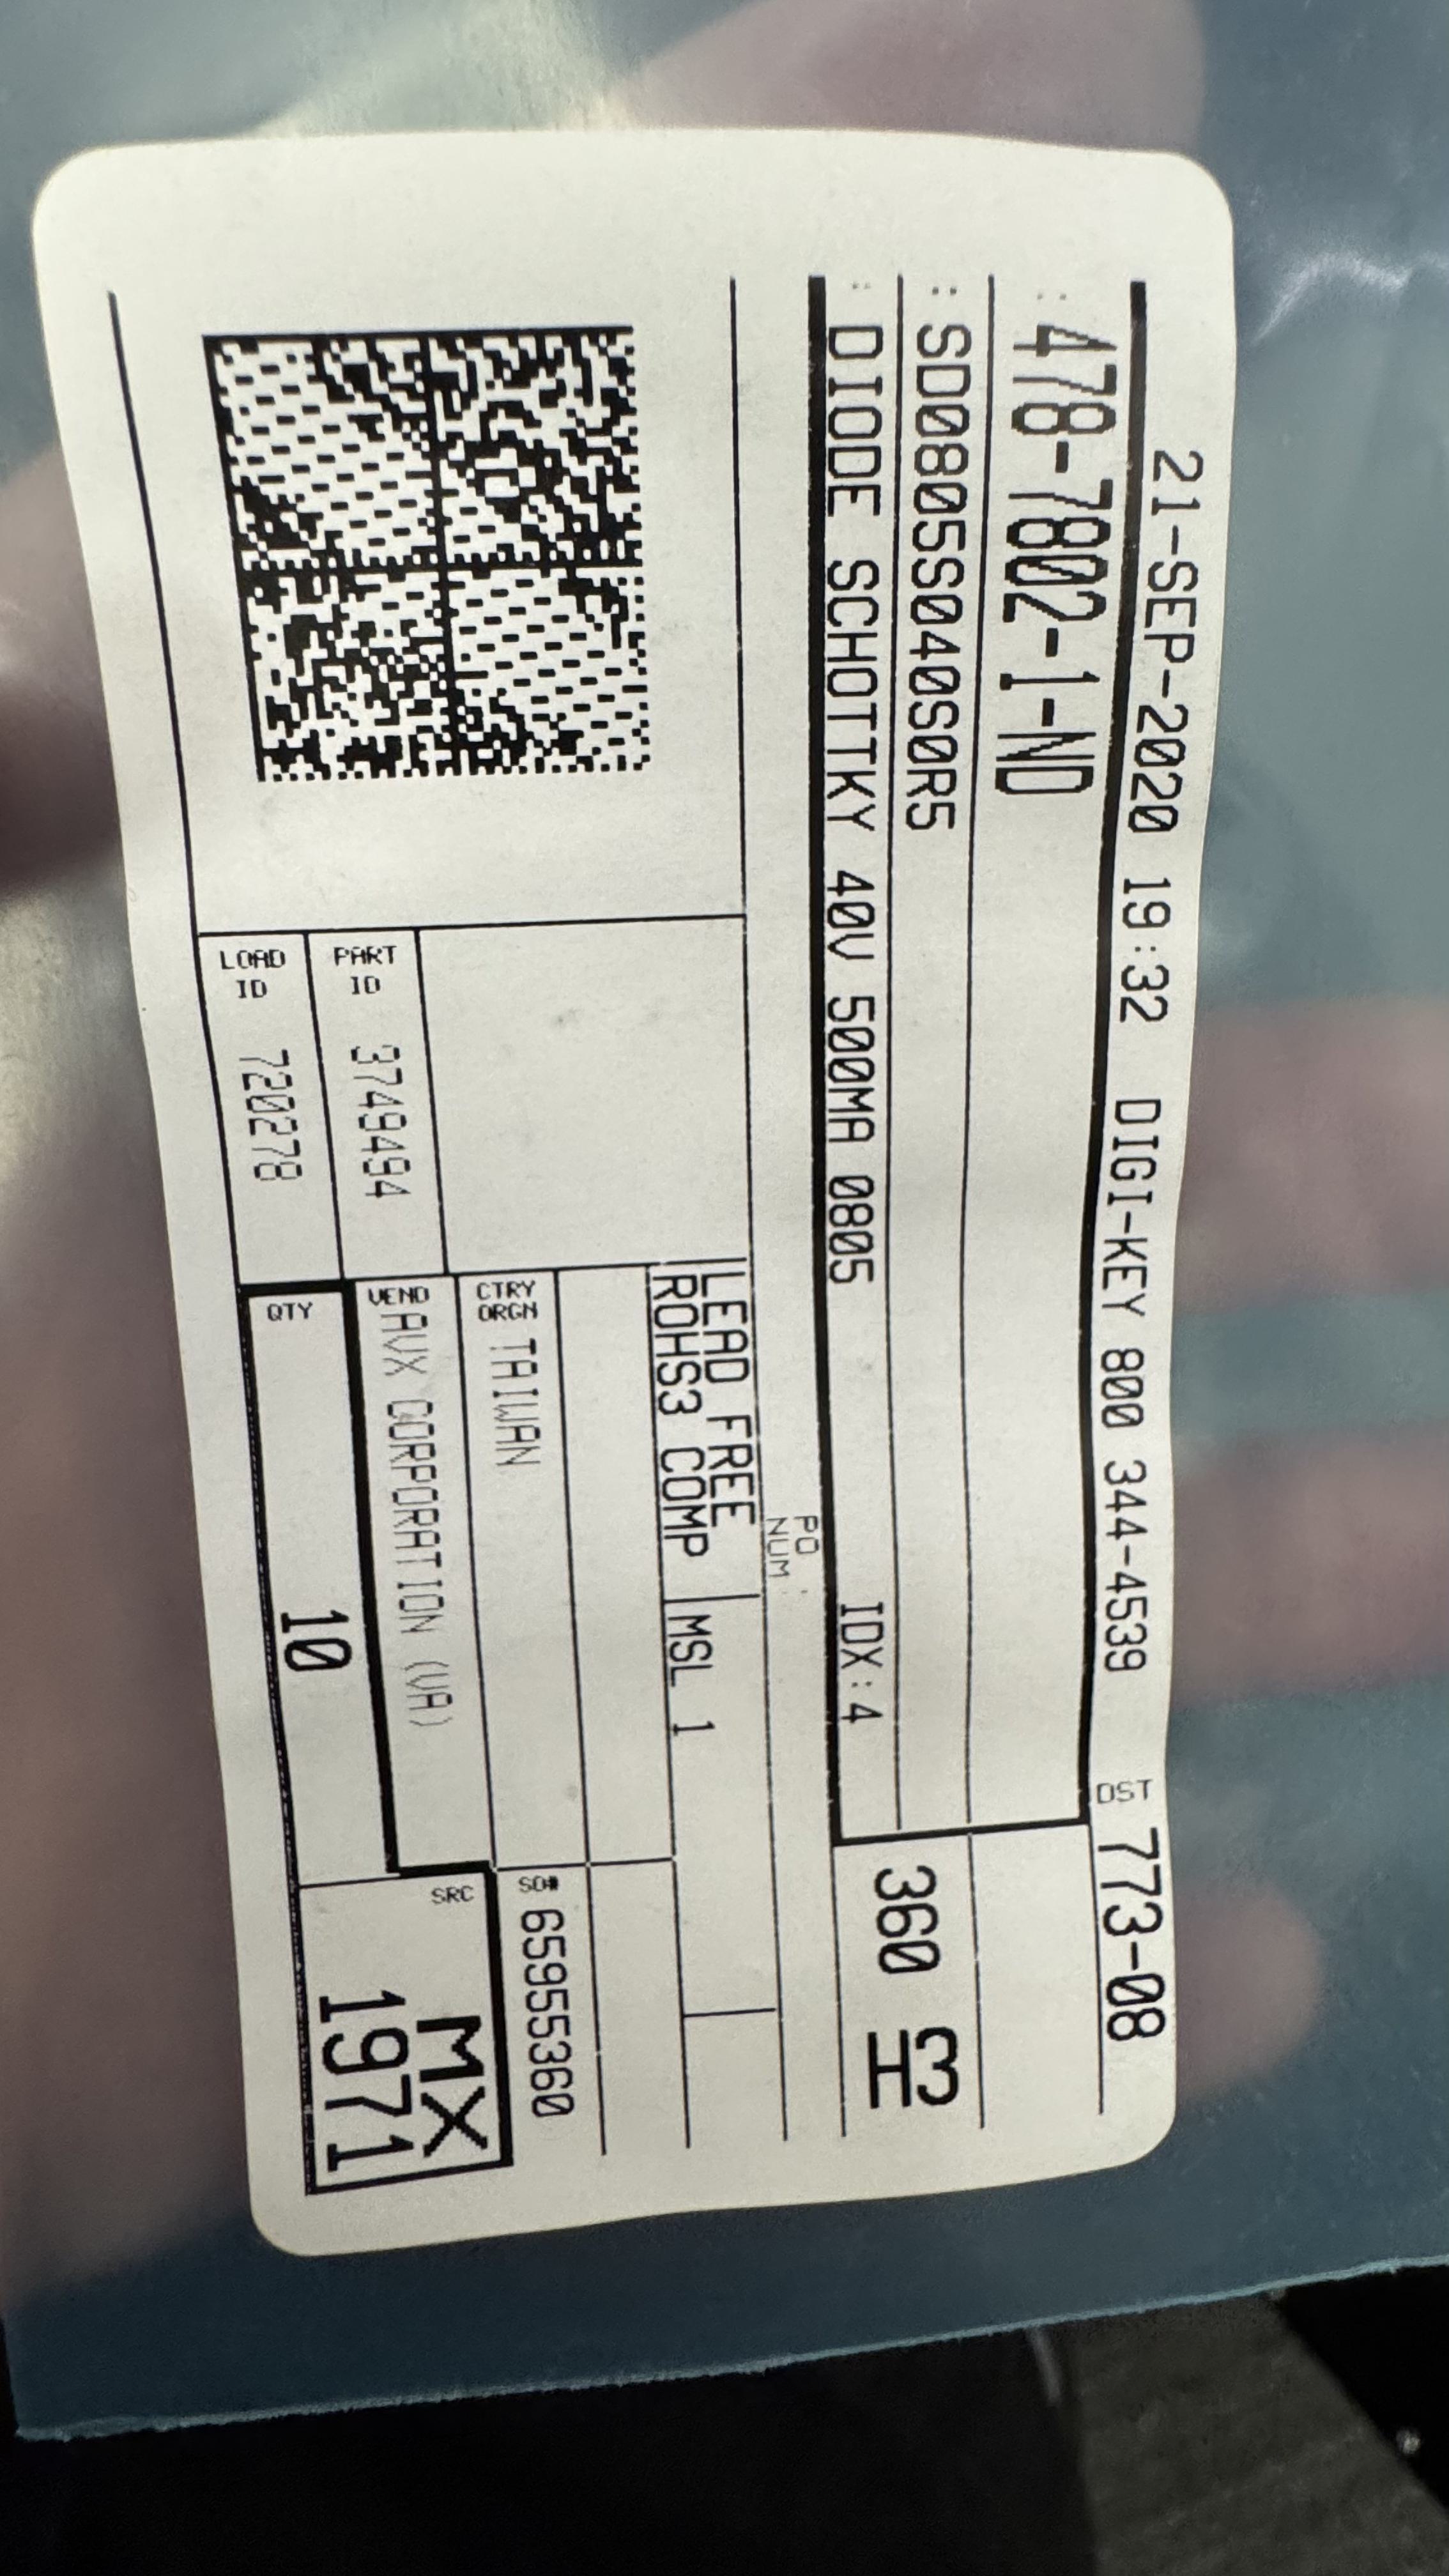 21-SEP-2020 19:32 DIGI-KEY 800 344-4539 DST 773-08
: 478-7802-1-ND
: SD0805S040S0R5
: DIODE SCHOTTKY 40V 500MA 0805 IDX:4
360 H3
PO NUM :
LEAD FREE
ROHS3 COMP MSL 1
CTRY ORGN TAIWAN
SO# 65955360
PART ID 3749494
VEND AVX CORPORATION (VA)
LOAD ID 720278
QTY 10
SRC MX
1971